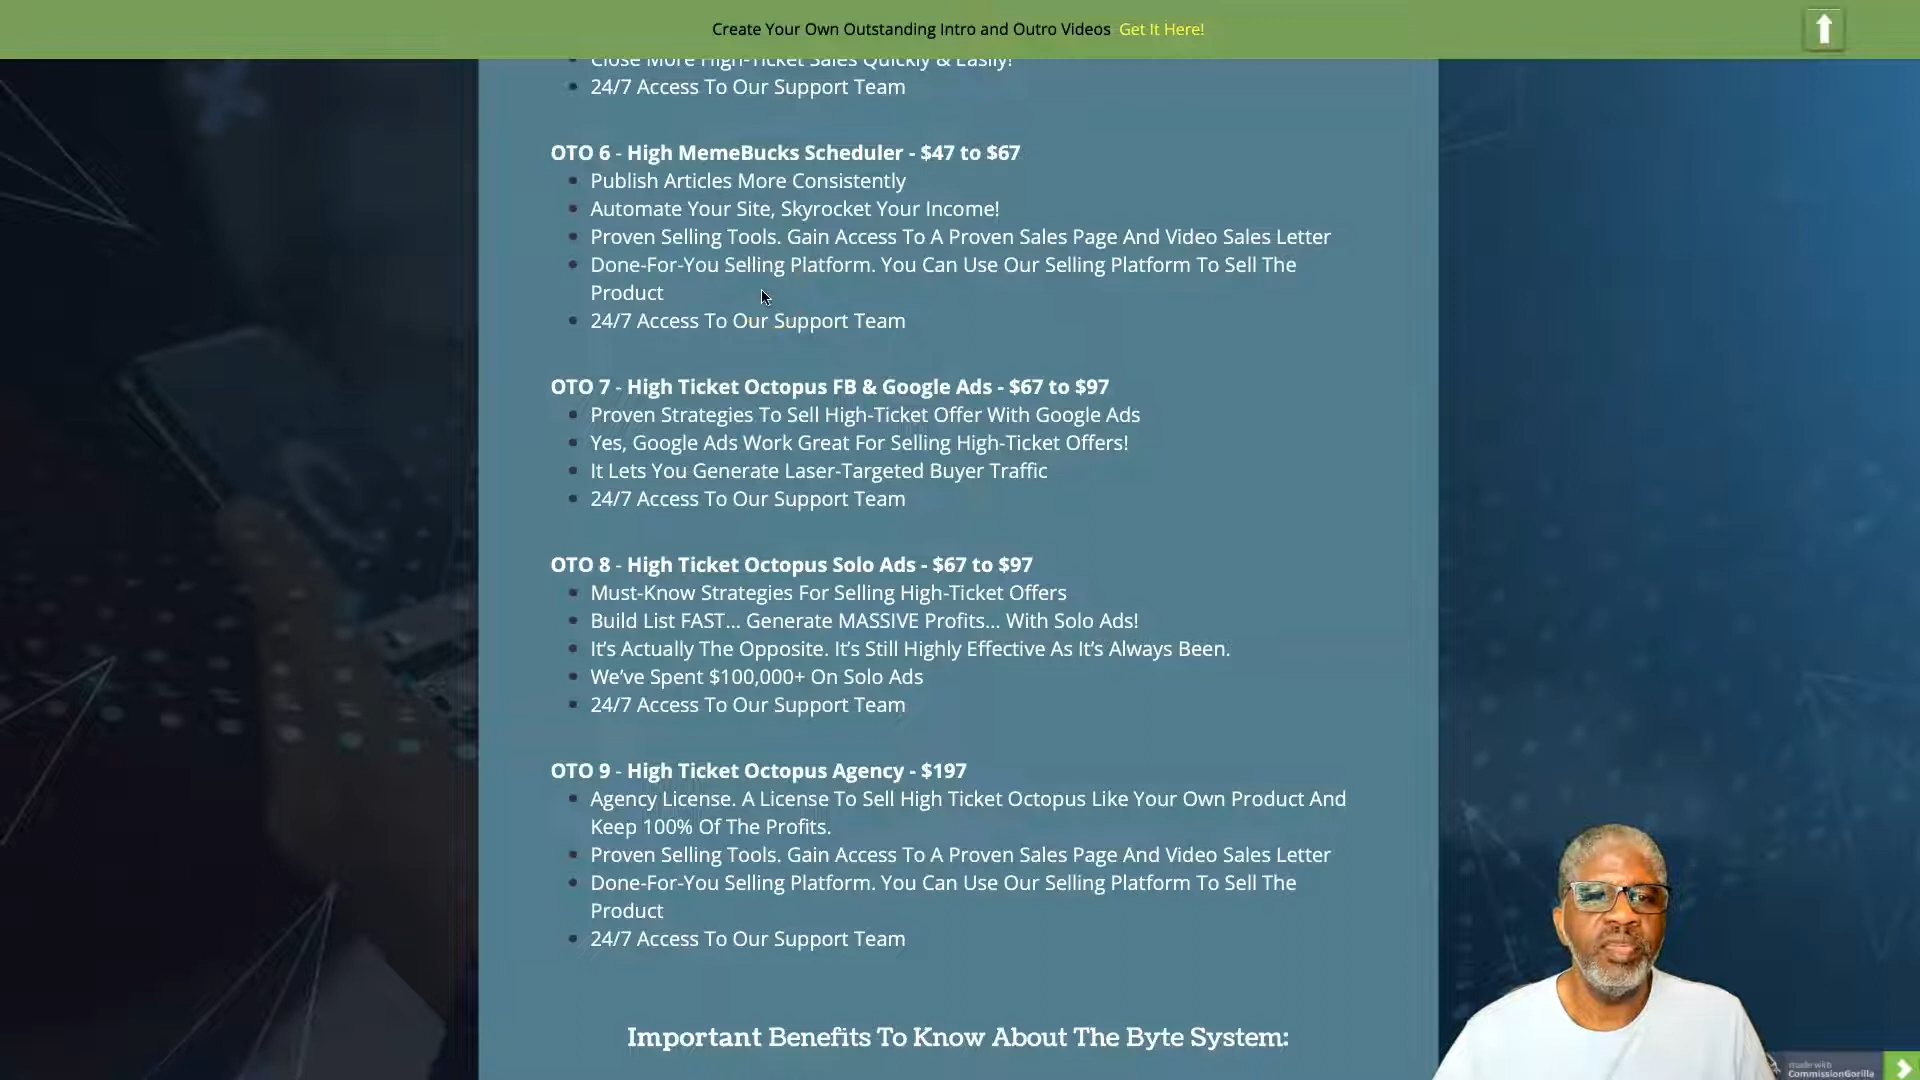 Create Your Own Outstanding Intro and Outro Videos Get It Here!
Close More High-Ticket Sales Quickly & Easily!
24/7 Access To Our Support Team
OTO 6 - High MemeBucks Scheduler - $47 to $67
Publish Articles More Consistently
Automate Your Site, Skyrocket Your Income!
Proven Selling Tools. Gain Access To A Proven Sales Page And Video Sales Letter
Done-For-You Selling Platform. You Can Use Our Selling Platform To Sell The
Product
24/7 Access To Our Support Team
OTO 7 - High Ticket Octopus FB & Google Ads - $67 to $97
Proven Strategies To Sell High-Ticket Offer With Google Ads
Yes, Google Ads Work Great For Selling High-Ticket Offers!
It Lets You Generate Laser-Targeted Buyer Traffic
24/7 Access To Our Support Team
OTO 8 - High Ticket Octopus Solo Ads - $67 to $97
Must-Know Strategies For Selling High-Ticket Offers
Build List FAST… Generate MASSIVE Profits… With Solo Ads!
It’s Actually The Opposite. It’s Still Highly Effective As It’s Always Been.
We’ve Spent $100,000+ On Solo Ads
24/7 Access To Our Support Team
OTO 9 - High Ticket Octopus Agency - $197
Agency License. A License To Sell High Ticket Octopus Like Your Own Product And
Keep 100% Of The Profits.
Proven Selling Tools. Gain Access To A Proven Sales Page And Video Sales Letter
Done-For-You Selling Platform. You Can Use Our Selling Platform To Sell The
Product
24/7 Access To Our Support Team
Important Benefits To Know About The Byte System:
made with
CommissionGorilla